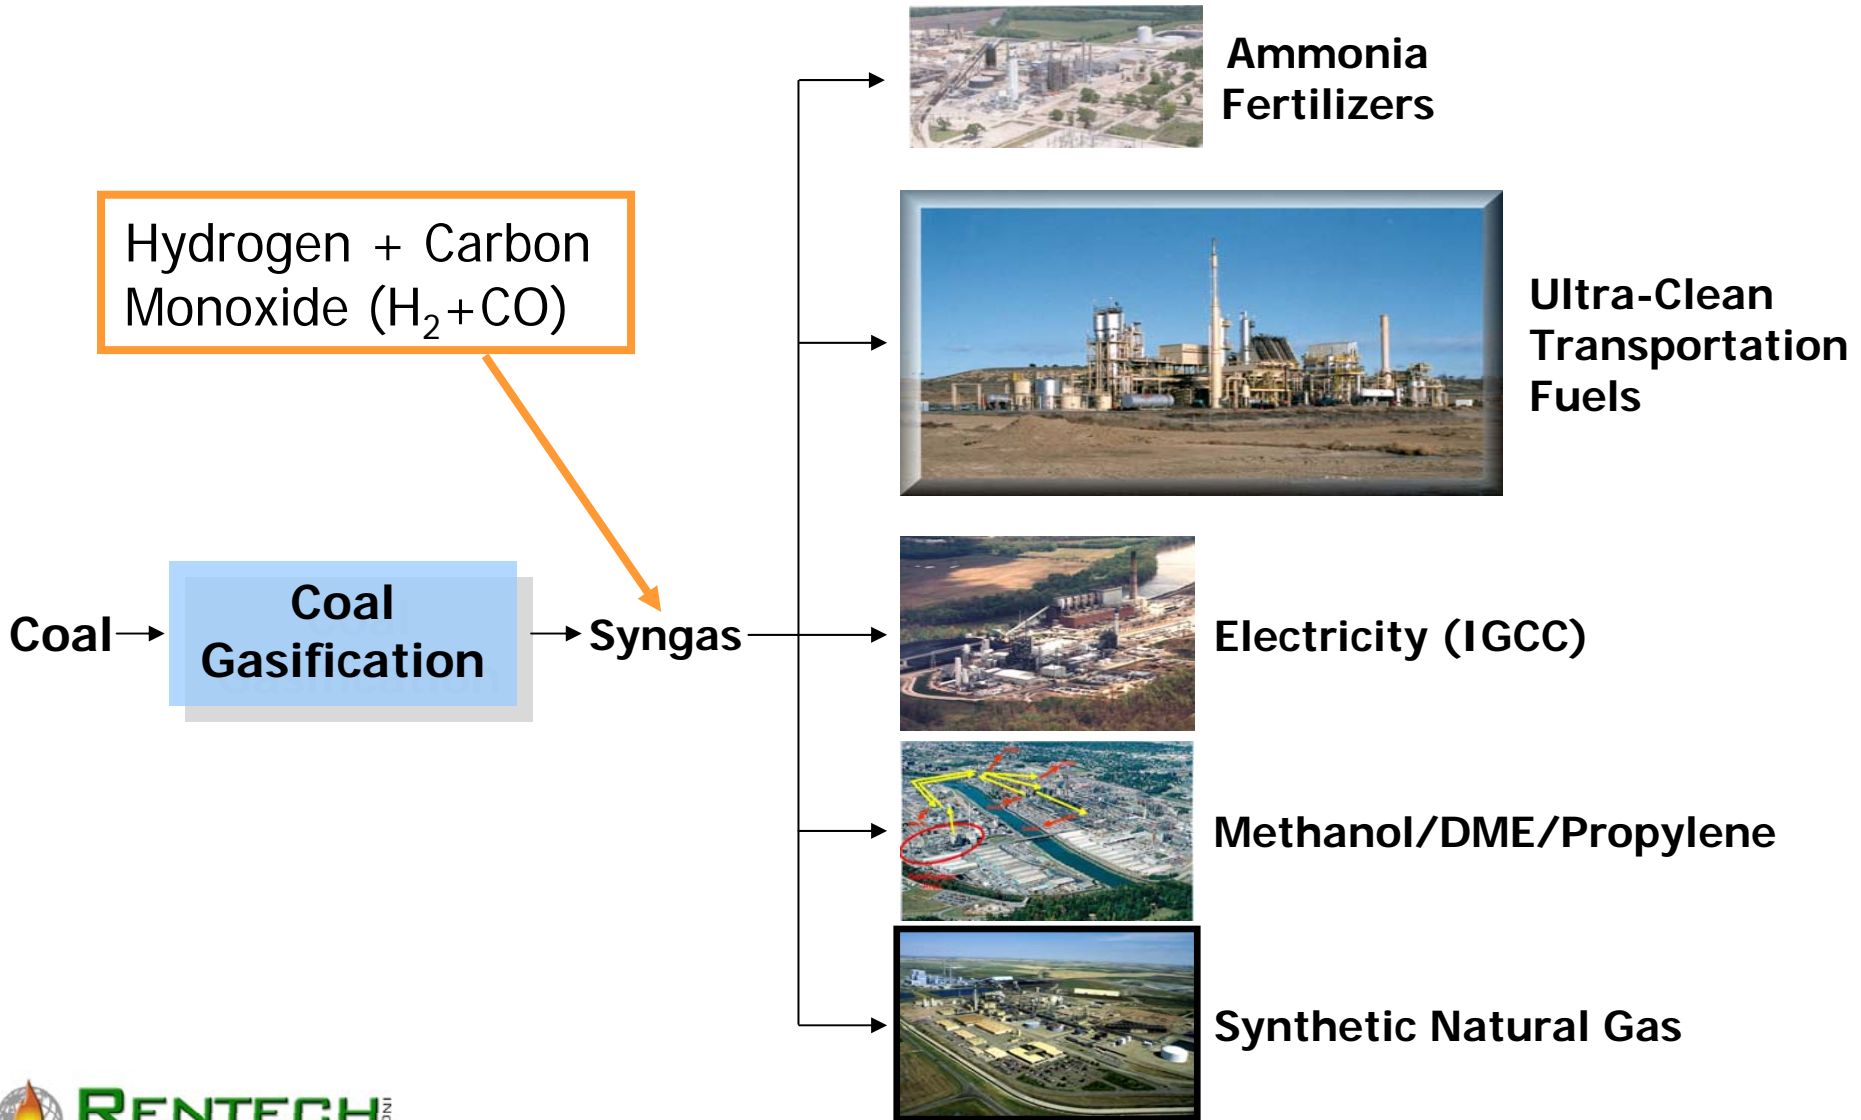 Ammonia
Fertilizers
Hydrogen + Carbon
Monoxide (H₂+CO)
Ultra-Clean
Transportation
Fuels
Coal
Coal
Gasification
Syngas
Electricity (IGCC)
Methanol/DME/Propylene
Synthetic Natural Gas
RENTECH